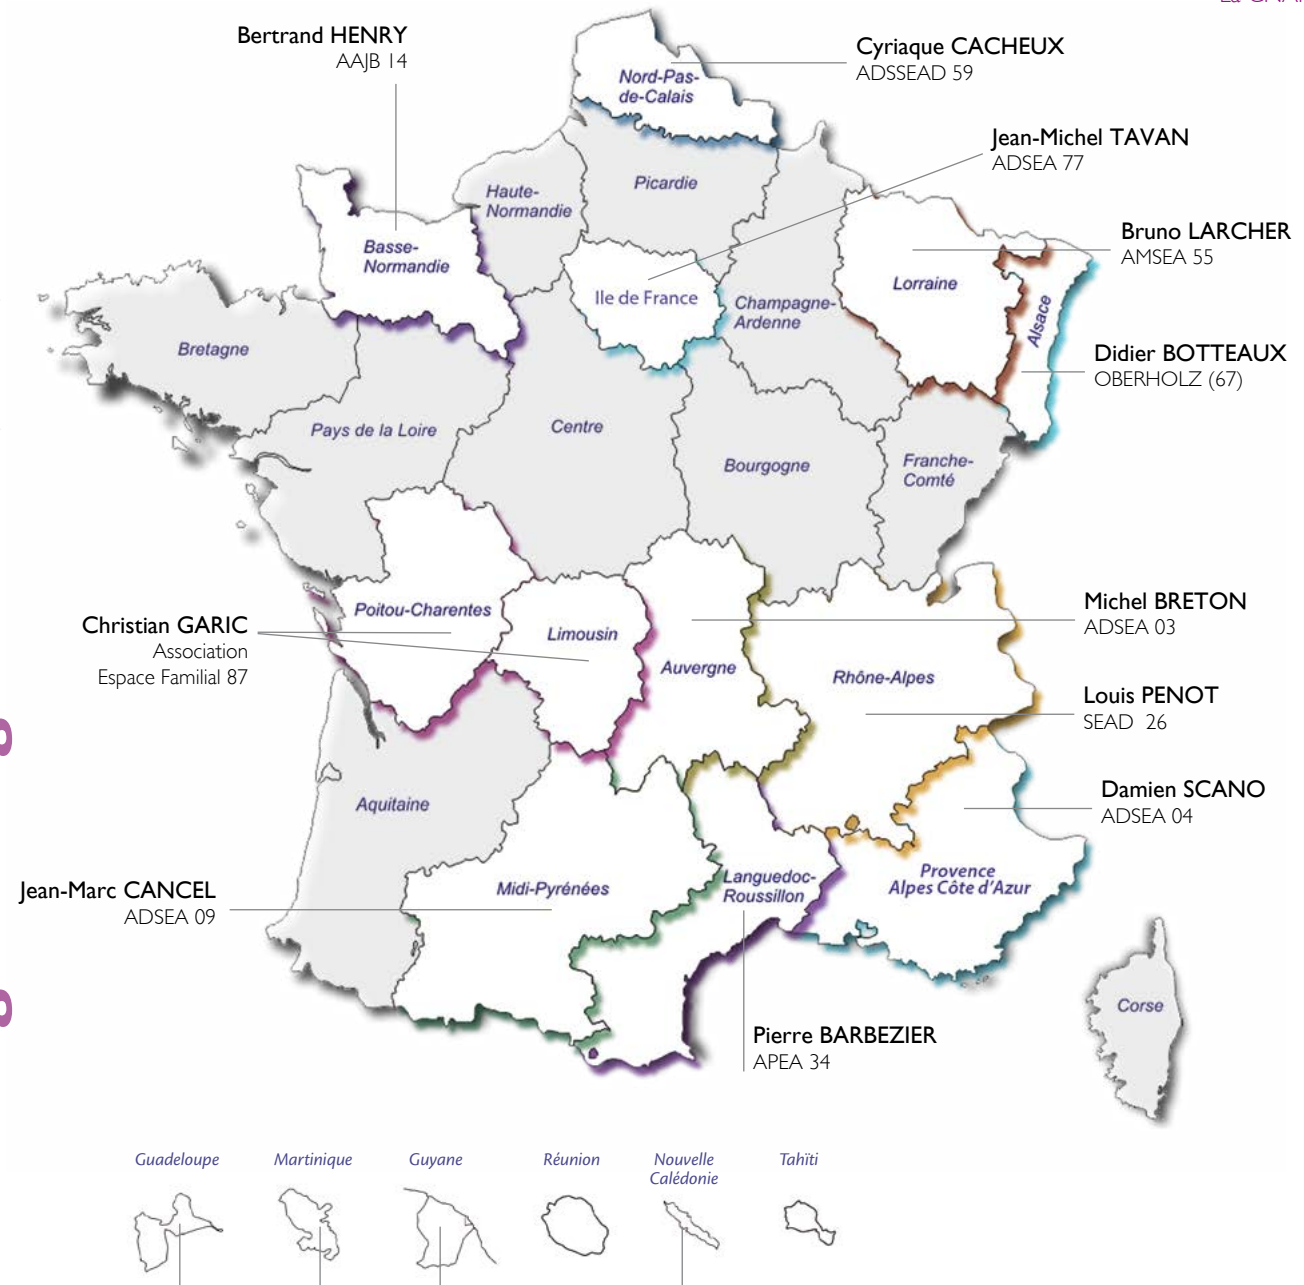 Bertrand HENRY
AAJB 14
Cyriaque CACHEUX
ADSSEAD 59
Nord-Pas-
de-Calais
Jean-Michel TAVAN
ADSEA 77
Picardie
Haute-
Normandie
Bruno LARCHER
AMSEA 55
Basse-
Normandie
Lorraine
Ile de France
Champagne-
Ardenne
Alsace
Bretagne
Didier BOTTEAUX
OBERHOLZ (67)
Pays de la Loire
Centre
Bourgogne
Franche-
Comté
Michel BRETON
ADSEA 03
Poitou-Charentes
Christian GARIC
Association
Espace Familial 87
Limousin
Auvergne
Rhône-Alpes
Louis PENOT
SEAD 26
Damien SCANO
ADSEA 04
Aquitaine
Provence
Alpes Côte d'Azur
Languedoc-
Roussillon
Midi-Pyrénées
Jean-Marc CANCEL
ADSEA 09
Corse
Pierre BARBEZIER
APEA 34
Guadeloupe
Martinique
Guyane
Réunion
Nouvelle
Calédonie
Tahïti